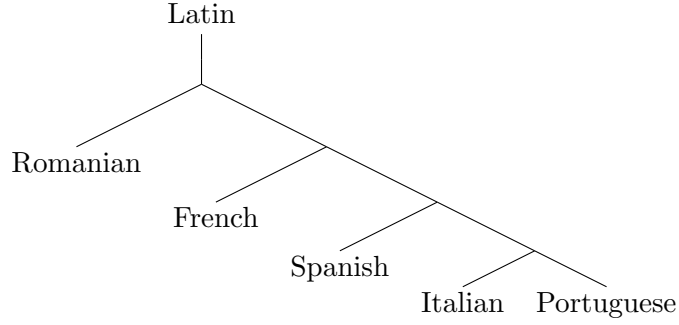 Latin
Romanian
French
Spanish
Italian Portuguese